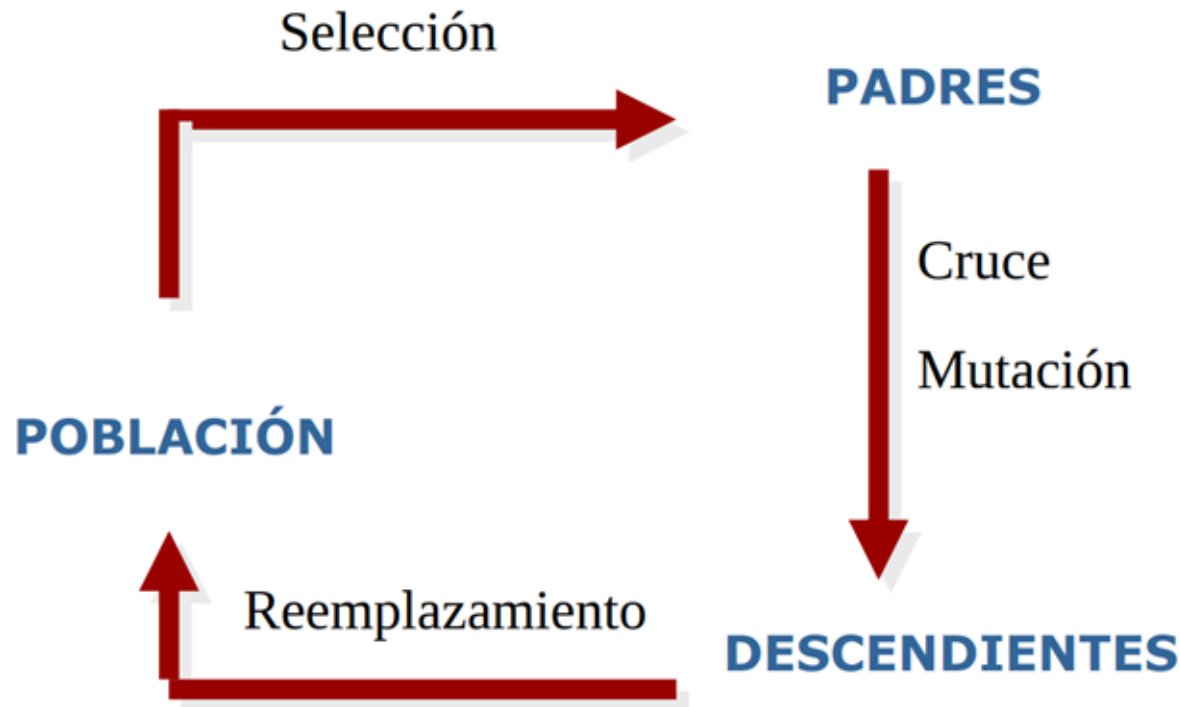 Selección
PADRES
Cruce
Mutación
POBLACIÓN
Reemplazamiento
DESCENDIENTES